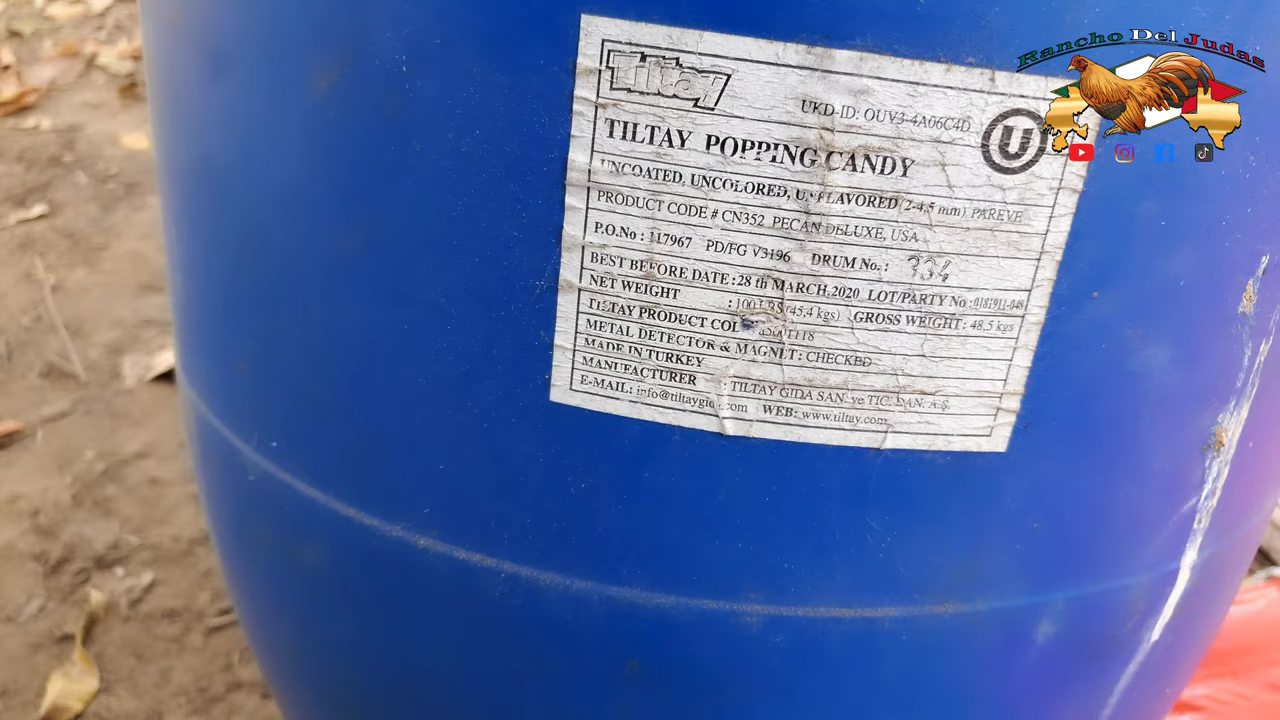 Rancho Del Judas
Tiltay
UKD-ID: OUV3-4A06C4D
U
TILTAY POPPING CANDY
UNCOATED, UNCOLORED, UNFLAVORED (2-4,5 mm) PAREVE
PRODUCT CODE # CN352 PECAN DELUXE, USA
P.O.No : 117967 PD/FG V3196 DRUM No. : 334
BEST BEFORE DATE : 28 th MARCH,2020 LOT/PARTY No : 0181911-048
NET WEIGHT : 100 LBS (45,4 kgs) GROSS WEIGHT : 48,5 kgs
TILTAY PRODUCT
METAL DETECTOR & MAGNET : CHECKED
MADE IN TURKEY
MANUFACTURER : TILTAY GIDA SAN. ve TIC. SAN. A.Ş.
E-MAIL: info@tiltaygida.com WEB: www.tiltay.com